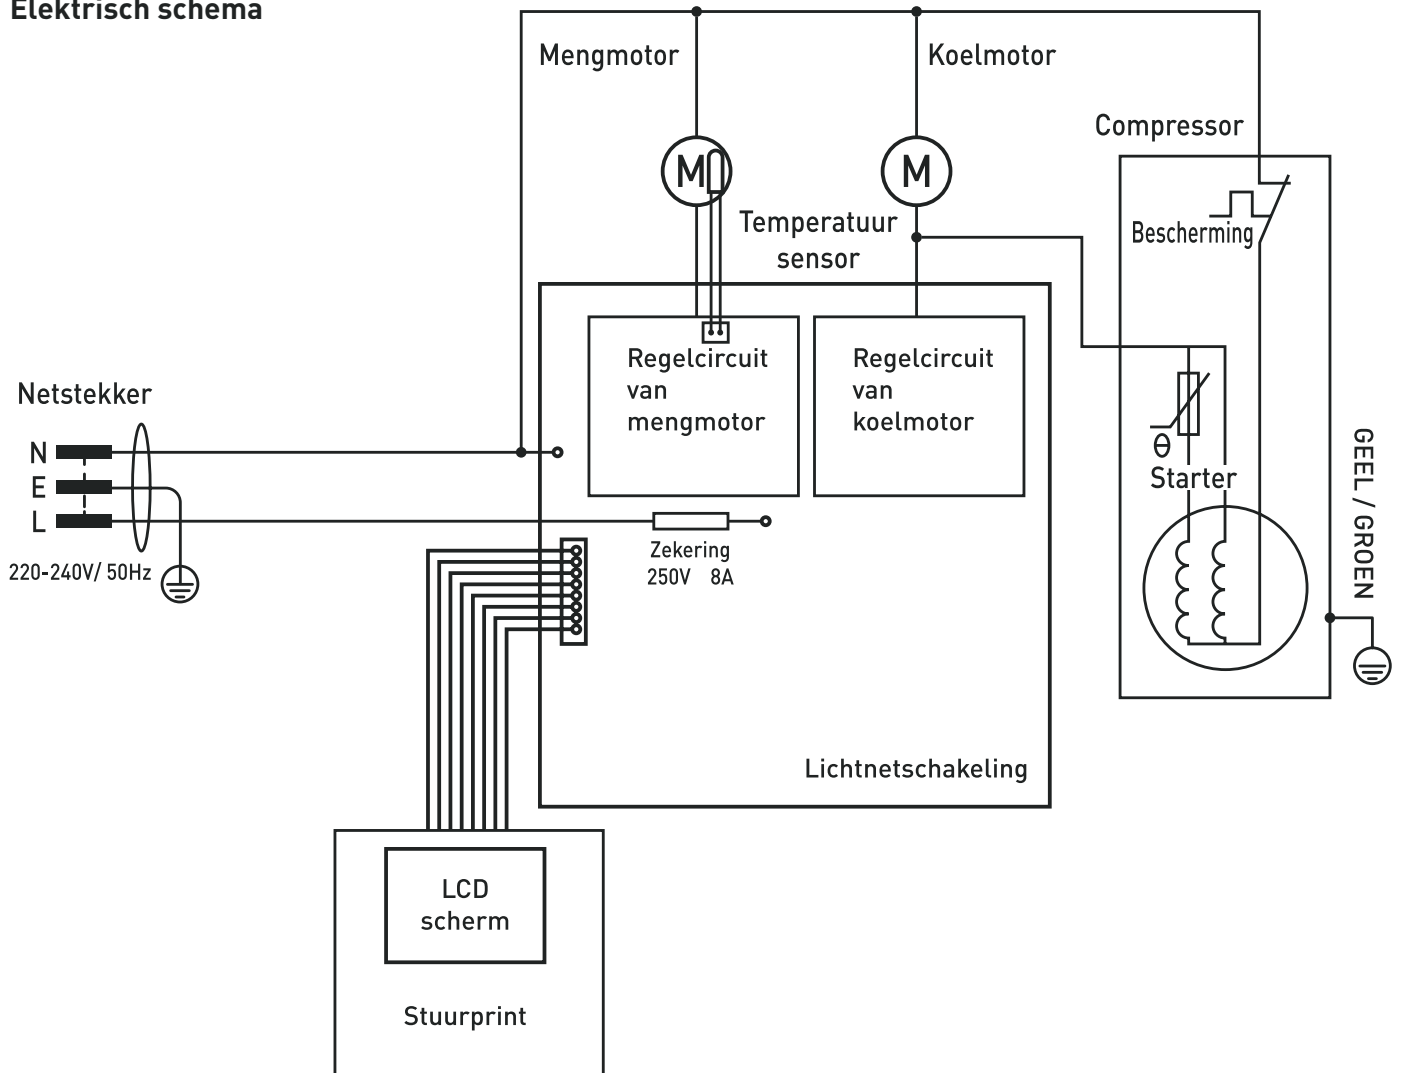 Elektrisch schema
Mengmotor
Koelmotor
Compressor
M
M
Temperatuur
sensor
Bescherming
Regelcircuit
van
mengmotor
Regelcircuit
van
koelmotor
Netstekker
N
E
L
220-240V/ 50Hz
Zekering
250V 8A
θ
Starter
GEEL / GROEN
Lichtnetschakeling
LCD
scherm
Stuurprint